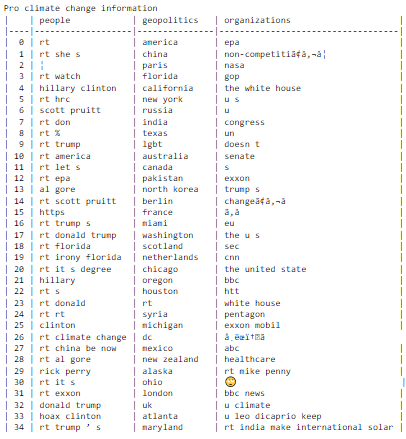 Pro climate change information
| | people | geopolitics | organizations |
|----|------------------|-------------|--------------------------------|
| 0 | rt | america | epa |
| 1 | rt she s | china | non-competitiã¢â‚¬â¦ |
| 2 | ¦ | paris | nasa |
| 3 | rt watch | florida | gop |
| 4 | hillary clinton | california | the white house |
| 5 | rt hrc | new york | u s |
| 6 | scott pruitt | russia | u |
| 7 | rt don | india | congress |
| 8 | rt % | texas | un |
| 9 | rt trump | lgbt | doesn t |
| 10 | rt america | australia | senate |
| 11 | rt let s | canada | s |
| 12 | rt epa | pakistan | exxon |
| 13 | al gore | north korea | trump s |
| 14 | rt scott pruitt | berlin | changeã¢â‚¬â |
| 15 | https | france | ã‚â |
| 16 | rt trump s | miami | eu |
| 17 | rt donald trump | washington | the u s |
| 18 | rt florida | scotland | sec |
| 19 | rt irony florida | netherlands | cnn |
| 20 | rt it s degree | chicago | the united state |
| 21 | hillary | oregon | bbc |
| 22 | rt s | houston | htt |
| 23 | rt donald | rt | white house |
| 24 | rt rt | syria | pentagon |
| 25 | clinton | michigan | exxon mobil |
| 26 | rt climate change | dc | |
| 27 | rt china be now | mexico | abc |
| 28 | rt al gore | new zealand | healthcare |
| 29 | rick perry | alaska | rt mike penny |
| 30 | rt it s | ohio | 🙄 |
| 31 | rt exxon | london | bbc news |
| 32 | donald trump | uk | u climate |
| 33 | hoax clinton | atlanta | u leo dicaprio keep |
| 34 | rt trump ’ s | maryland | rt india make international solar |